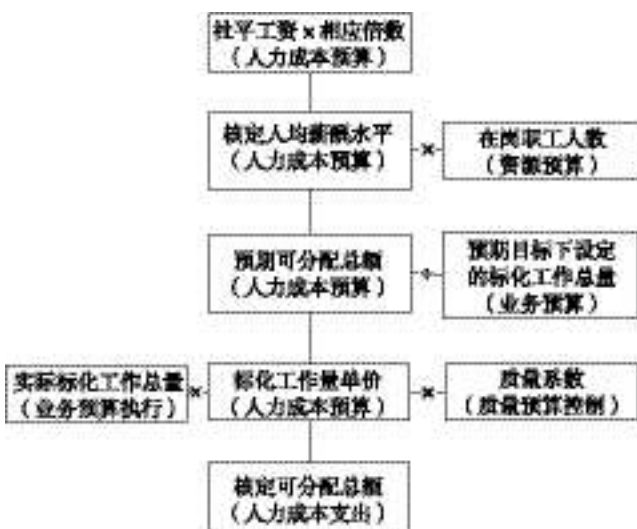 社平工资×相应倍数
（人力成本预算）
核定人均薪酬水平
（人力成本预算）
×
在岗职工人数
（资源预算）
预期可分配总额
（人力成本预算）
÷
预期目标下设定
的标化工作总量
（业务预算）
实际标化工作总量
（业务预算执行）
×
标化工作量单价
（人力成本预算）
×
质量系数
（质量预算控制）
核定可分配总额
（人力成本支出）